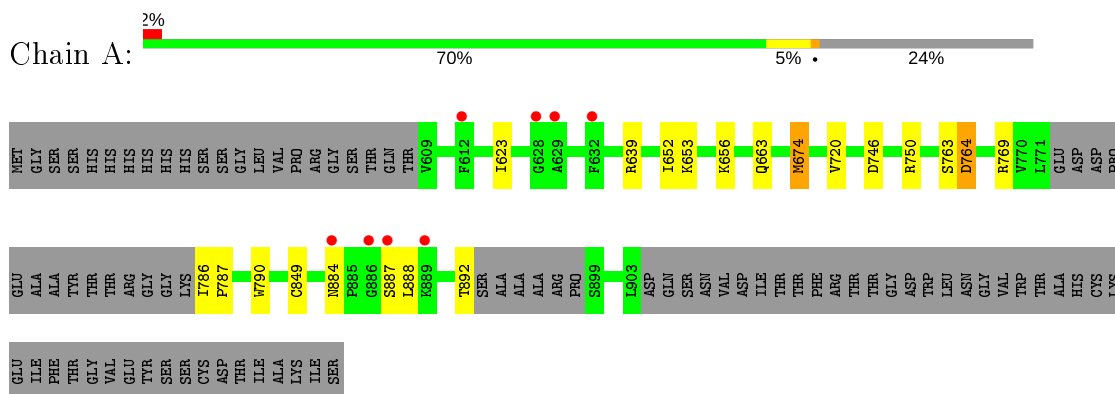 2%
Chain A:
70% 5% • 24%
MET GLY SER SER HIS HIS HIS HIS HIS HIS SER SER GLY LEU VAL PRO ARG GLY SER THR GLN THR V609 F612 I623 G628 A629 F632 R639 I652 K653 K656 Q663 M674 V720 D746 R750 S763 D764 R769 V770 L771 GLU ASP ASP PRO
GLU ALA ALA TYR THR THR ARG GLY GLY LYS I786 P787 W790 C849 N884 P885 G886 S887 L888 K889 T892 SER ALA ALA ALA ARG PRO S899 L903 ASP GLN SER ASN VAL ASP ILE THR THR PHE ARG THR THR GLY ASP TRP LEU ASN GLY VAL TRP THR ALA HIS CYS LYS
GLU ILE PHE THR GLY VAL GLU TYR SER SER CYS ASP THR ILE ALA LYS ILE SER